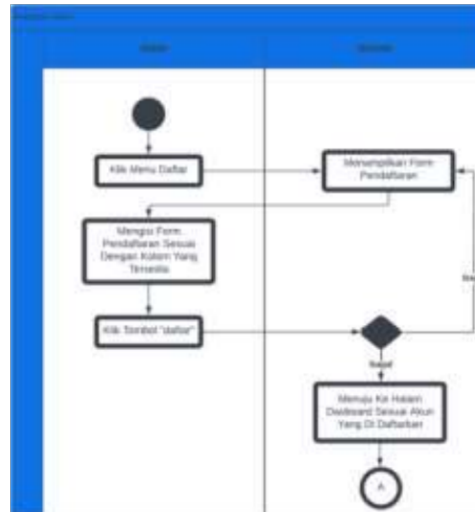 Klik Menu Daftar
Menampilkan Form
Pendaftaran
Mengisi Form
Pendaftaran Sesuai
Dengan Kolom Yang
Tersedia
Klik Tombol "daftar"
Menuju Ke Halam
Dasboard Sesuai Akun
Yang Di Daftarkan
A